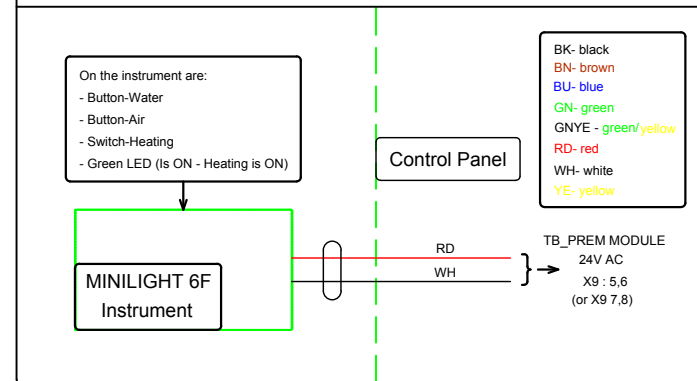 On the instrument are:
- Button-Water
- Button-Air
- Switch-Heating
- Green LED (Is ON - Heating is ON)
BK- black
BN- brown
BU- blue
GN- green
GNYE - green/yellow
RD- red
WH- white
YE- yellow
Control Panel
MINILIGHT 6F
Instrument
RD
WH
TB_PREM MODULE
24V AC
X9 : 5,6
(or X9 7,8)